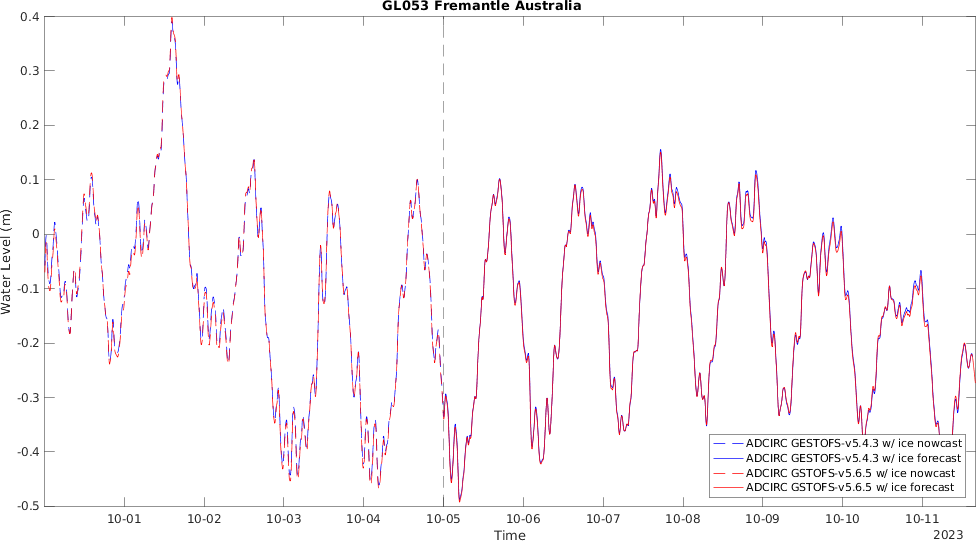 GL053 Fremantle Australia
0.4
0.3
0.2
0.1
0
-0.1
-0.2
-0.3
-0.4
-0.5
Water Level (m)
ADCIRC GESTOFS-v5.4.3 w/ ice nowcast
ADCIRC GESTOFS-v5.4.3 w/ ice forecast
ADCIRC GSTOFS-v5.6.5 w/ ice nowcast
ADCIRC GSTOFS-v5.6.5 w/ ice forecast
10-01 10-02 10-03 10-04 10-05 10-06 10-07 10-08 10-09 10-10 10-11
Time
2023